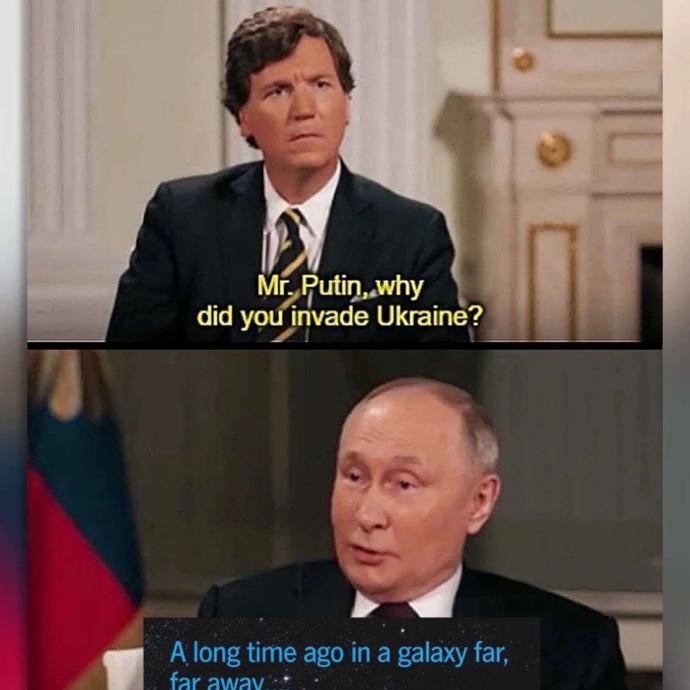 Mr. Putin, why
did you invade Ukraine?
A long time ago in a galaxy far,
far away